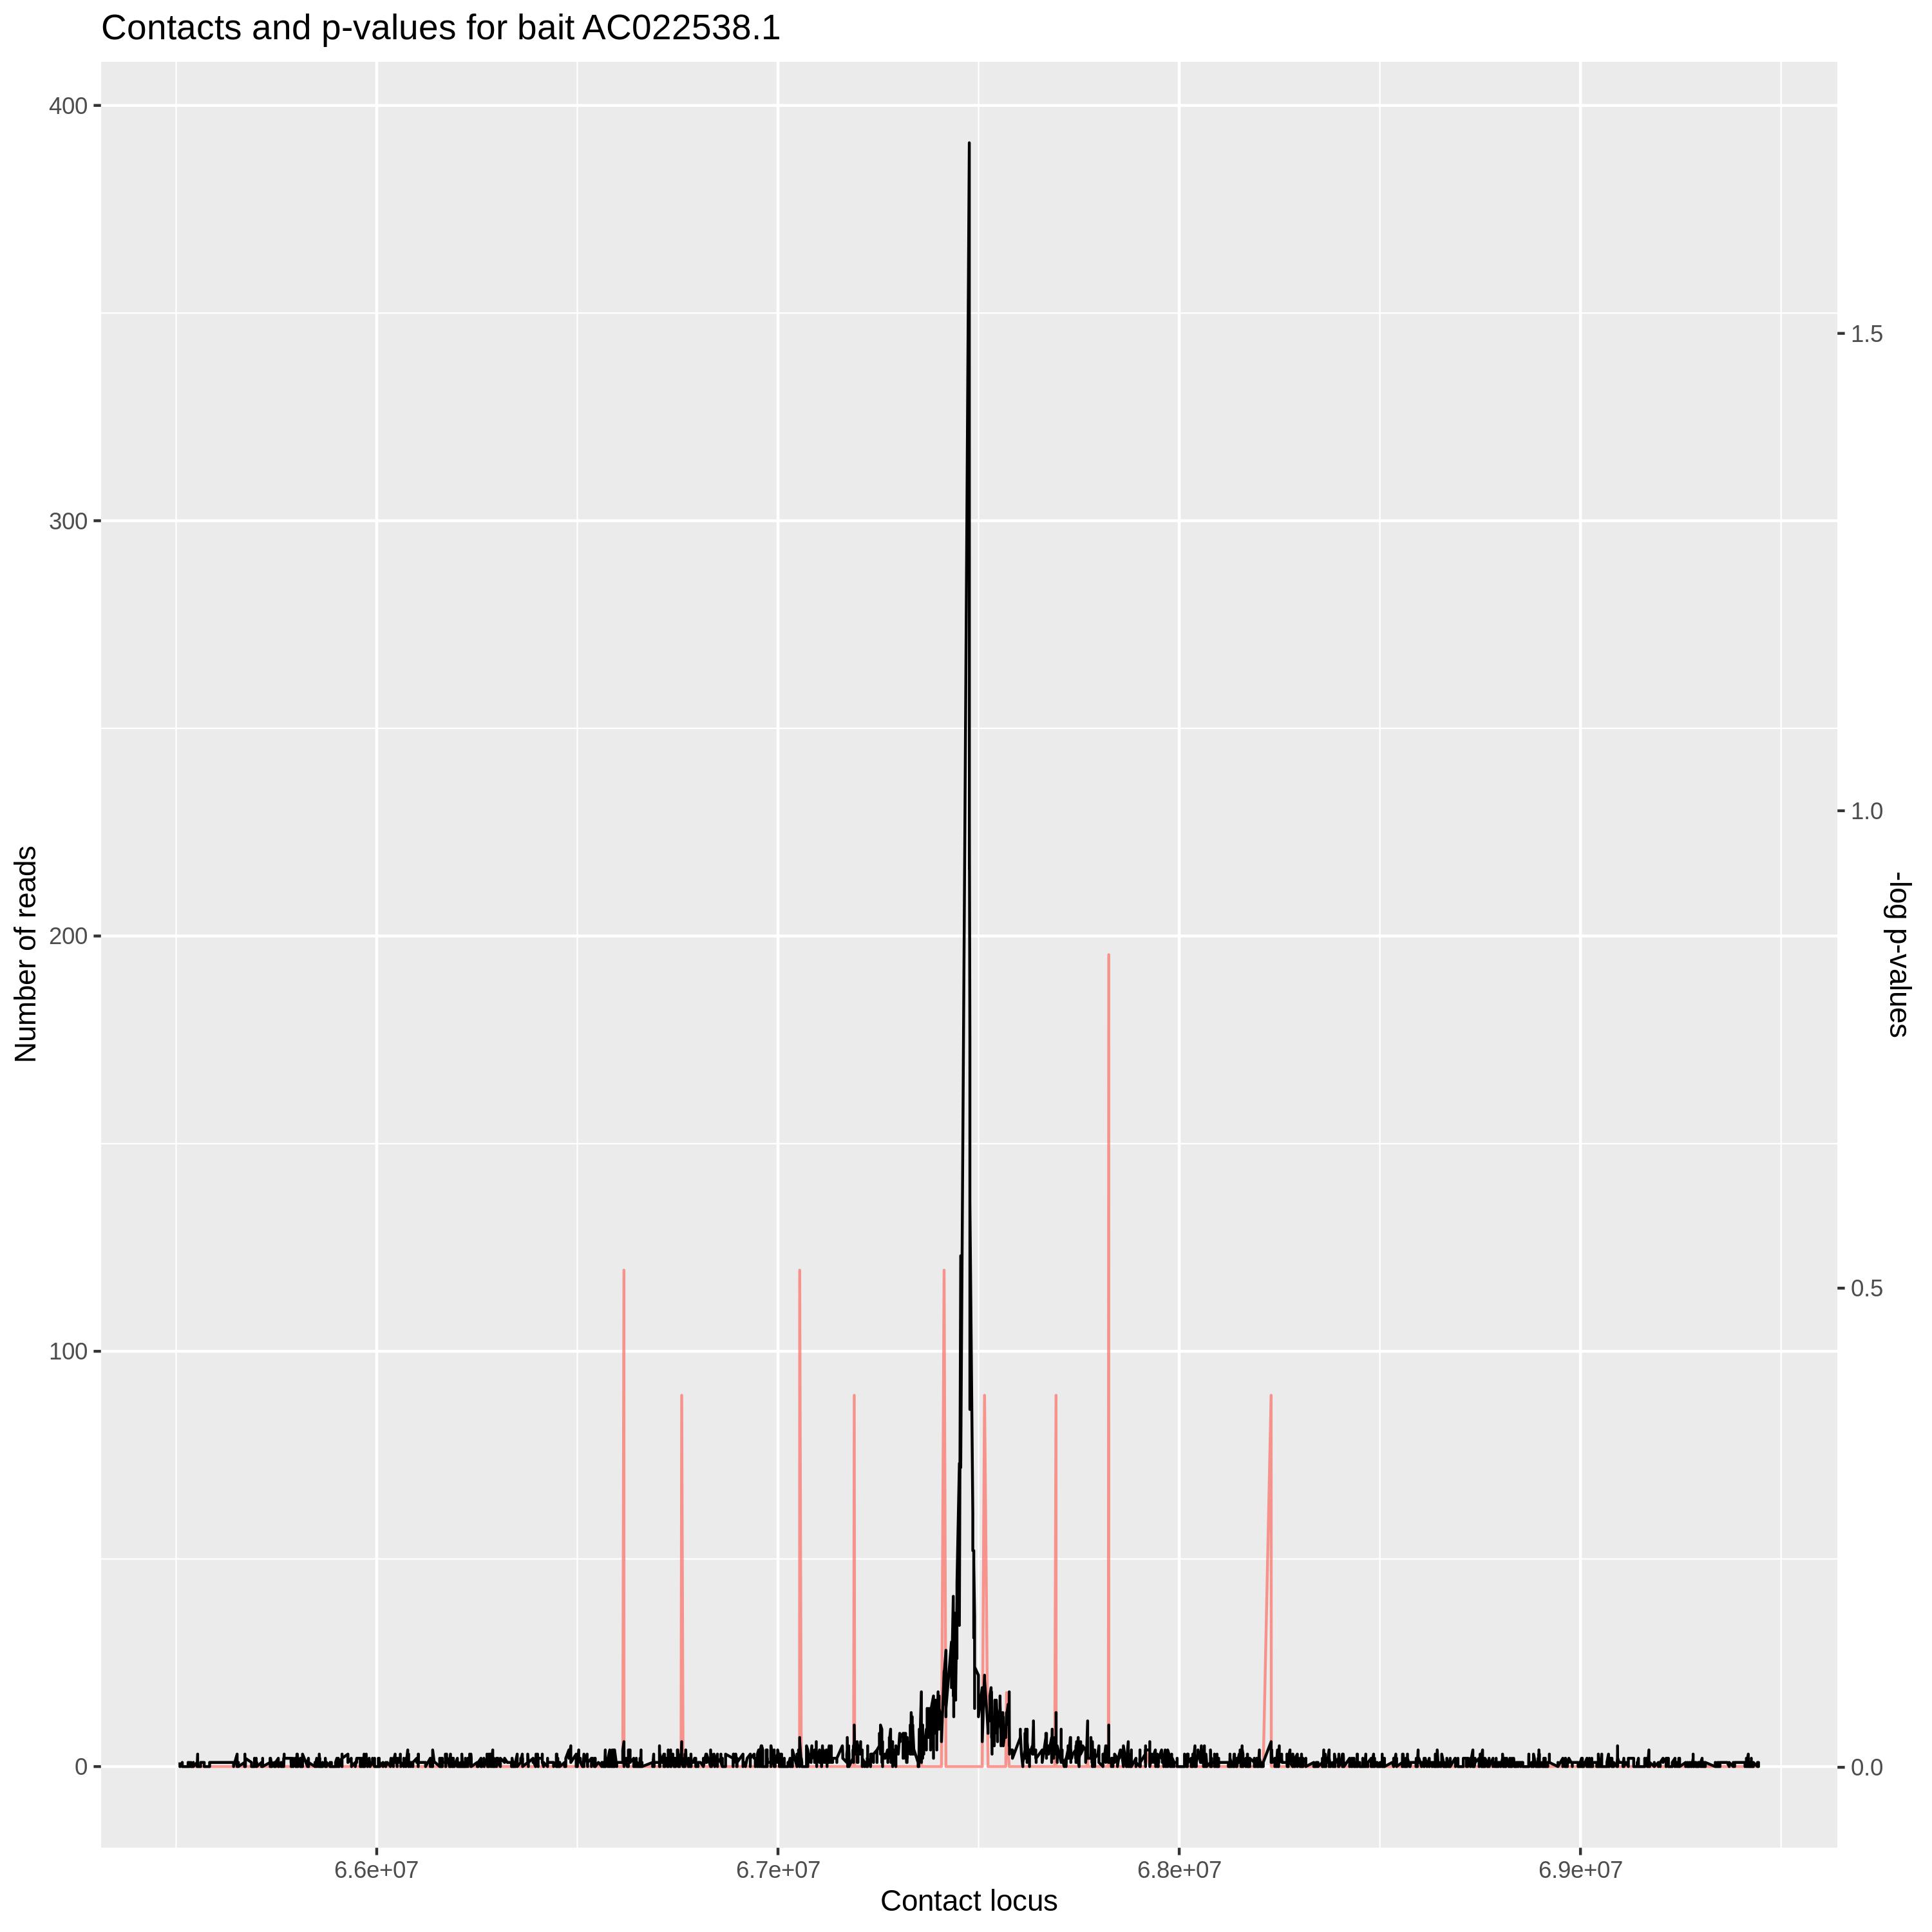 Contacts and p-values for bait AC022538.1
400
300
200
100
0
Number of reads
1.5
1.0
0.5
0.0
-log p-values
6.6e+07
6.7e+07
6.8e+07
6.9e+07
Contact locus